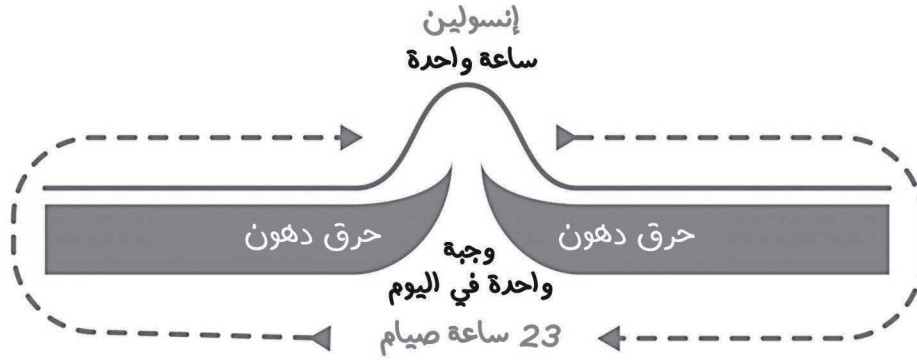 إنسولين
ساعة واحدة
حرق دهون
حرق دهون
وجبة
واحدة في اليوم
23 ساعة صيام